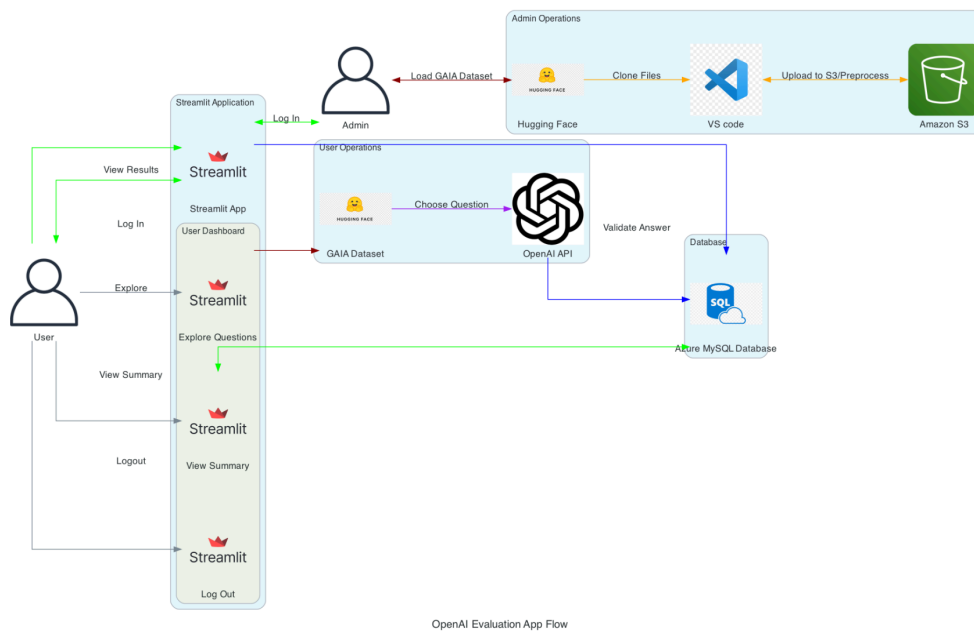 Admin Operations
Load GAIA Dataset
HUGGING FACE
Clone Files
Upload to S3/Preprocess
Hugging Face
VS code
Amazon S3
Admin
Streamlit Application
Log In
View Results
Streamlit
Streamlit App
Log In
User Operations
HUGGING FACE
Choose Question
GAIA Dataset
OpenAI API
Validate Answer
User Dashboard
Database
Explore
Streamlit
SQL
User
Explore Questions
Azure MySQL Database
View Summary
Streamlit
Logout
View Summary
Streamlit
Log Out
OpenAI Evaluation App Flow